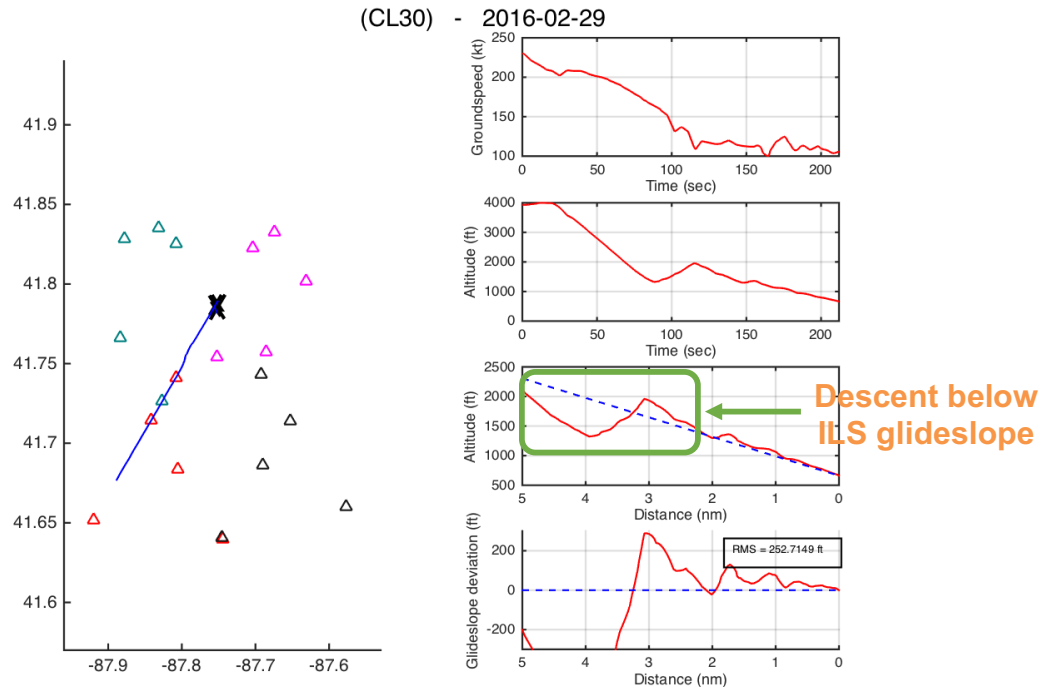 (CL30) - 2016-02-29
41.9
41.85
41.8
41.75
41.7
41.65
41.6
-87.9 -87.8 -87.7 -87.6
Groundspeed (kt)
250
200
150
100
0 50 100 150 200
Time (sec)
Altitude (ft)
4000
3000
2000
1000
0
0 50 100 150 200
Time (sec)
Altitude (ft)
2500
2000
1500
1000
500
5 4 3 2 1 0
Distance (nm)
Descent below
ILS glideslope
Glideslope deviation (ft)
200
0
-200
RMS = 252.7149 ft
5 4 3 2 1 0
Distance (nm)